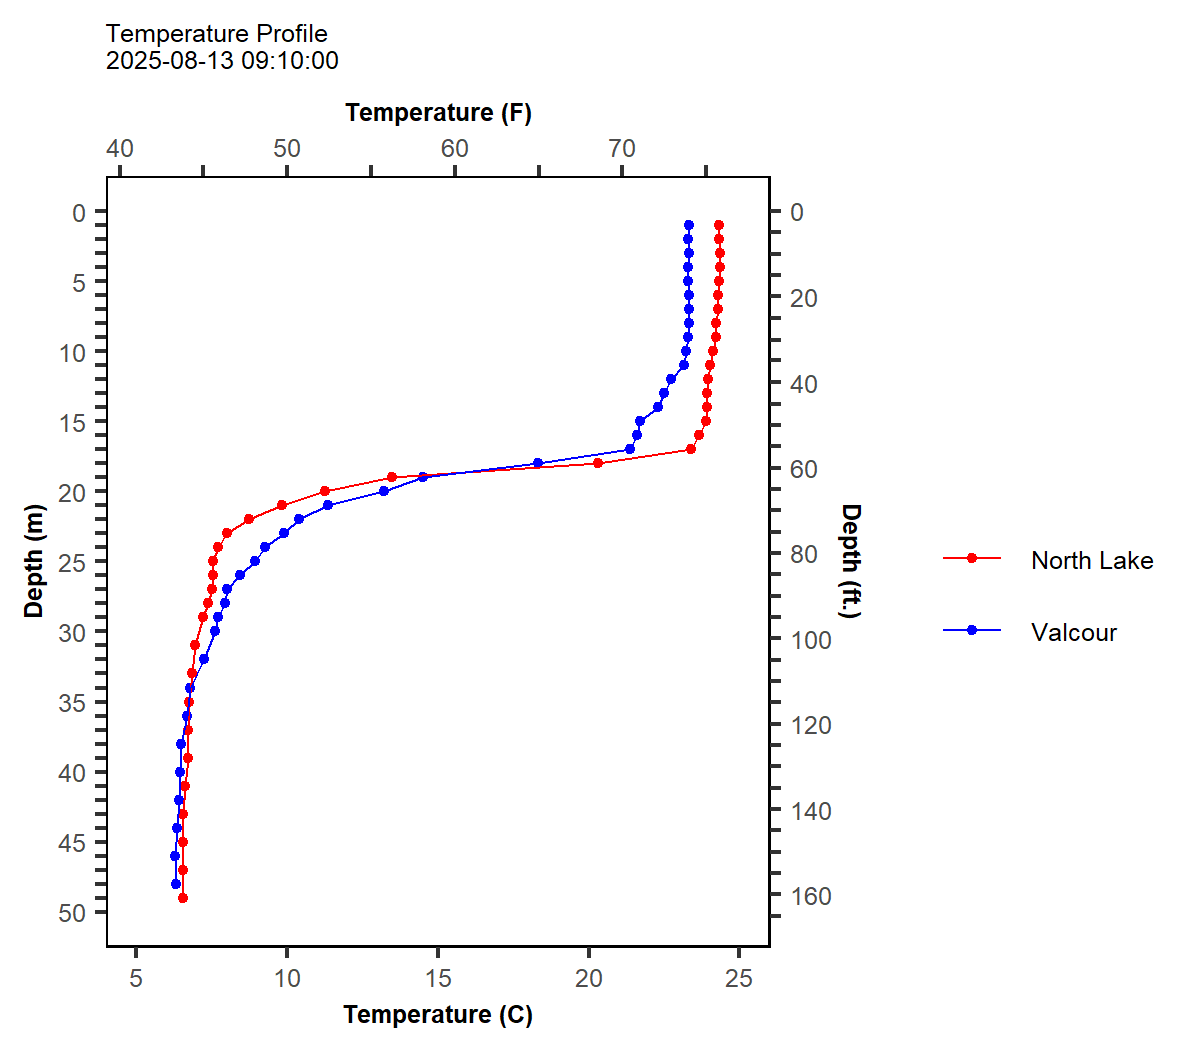 Temperature Profile
2025-08-13 09:10:00
Temperature (F)
40 50 60 70
0
5
10
15
20
25
30
35
40
45
50
Depth (m)
0
20
40
60
80
100
120
140
160
Depth (ft.)
North Lake
Valcour
5 10 15 20 25
Temperature (C)